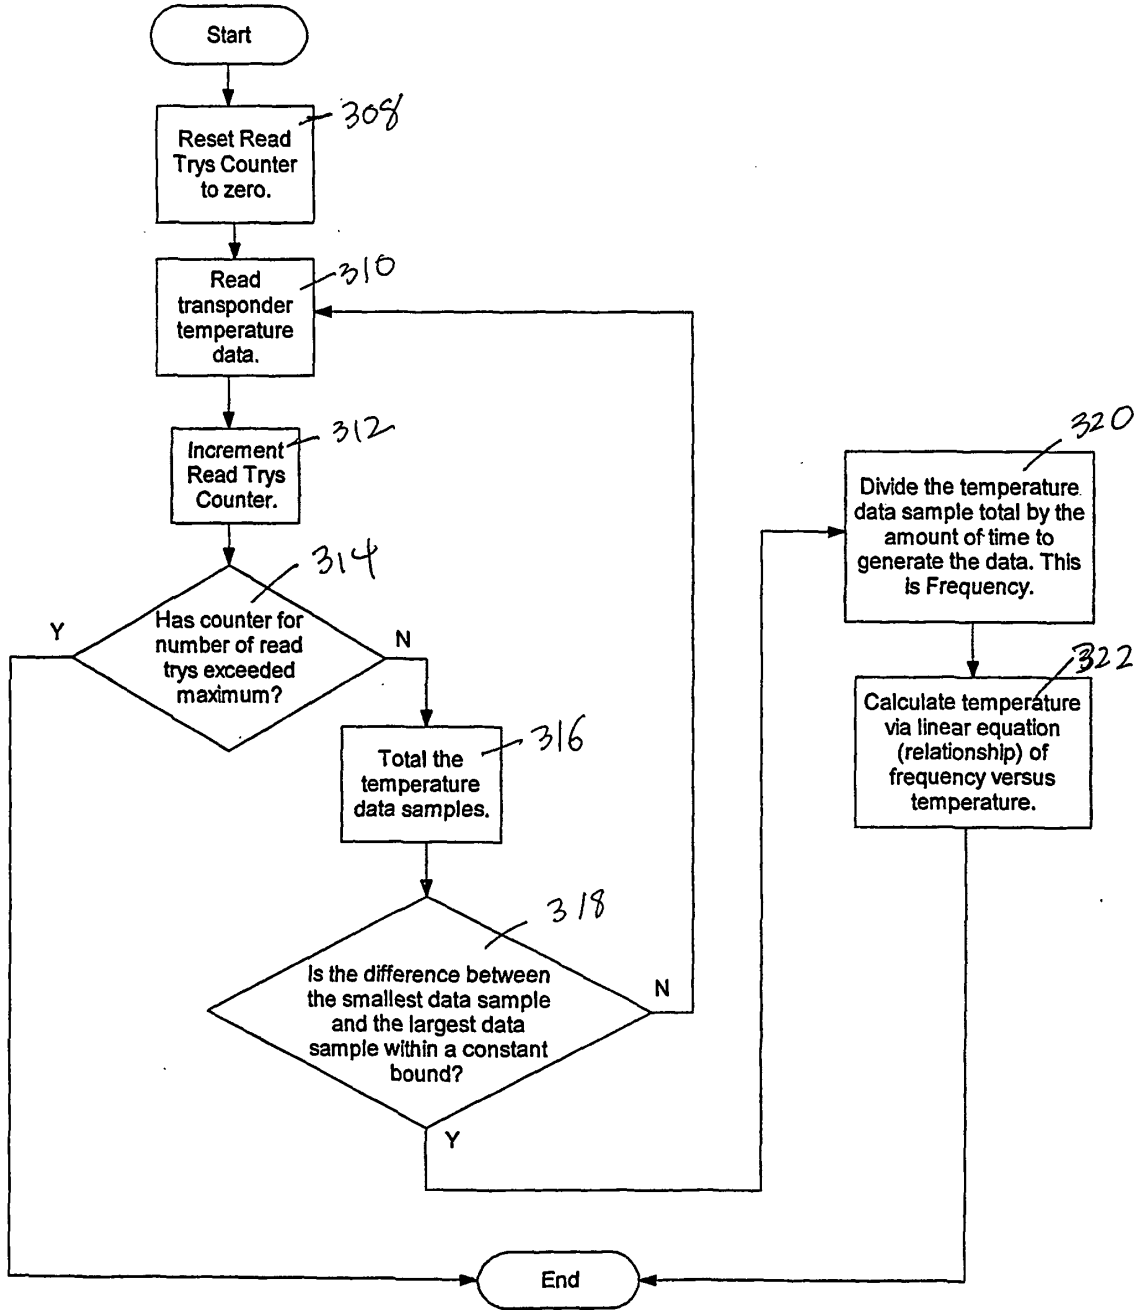 Start
308
Reset Read
Trys Counter
to zero.
310
Read
transponder
temperature
data.
312
Increment
Read Trys
Counter.
314
Has counter for
number of read
trys exceeded
maximum?
Y
N
316
Total the
temperature
data samples.
318
Is the difference between
the smallest data sample
and the largest data
sample within a constant
bound?
N
Y
320
Divide the temperature
data sample total by the
amount of time to
generate the data. This
is Frequency.
322
Calculate temperature
via linear equation
(relationship) of
frequency versus
temperature.
End